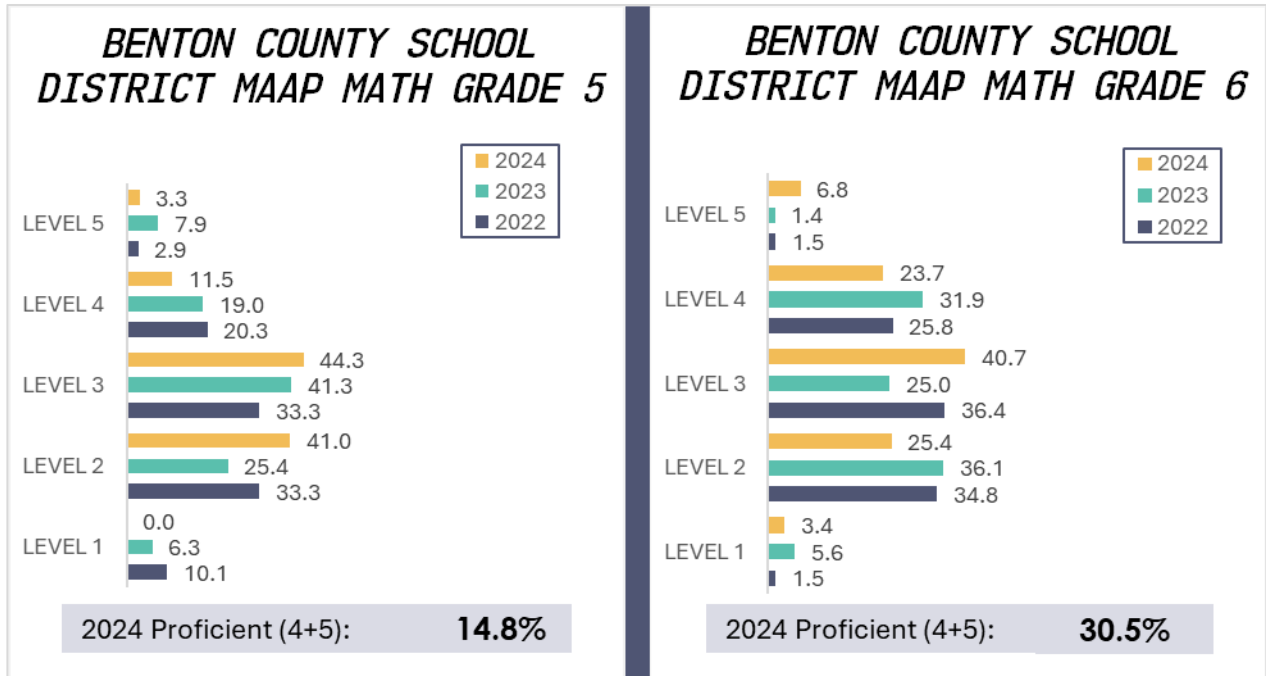 BENTON COUNTY SCHOOL
DISTRICT MAAP MATH GRADE 5
2024
2023
2022
LEVEL 5
3.3
7.9
2.9
LEVEL 4
11.5
19.0
20.3
LEVEL 3
44.3
41.3
33.3
LEVEL 2
41.0
25.4
33.3
LEVEL 1
0.0
6.3
10.1
2024 Proficient (4+5): 14.8%
BENTON COUNTY SCHOOL
DISTRICT MAAP MATH GRADE 6
2024
2023
2022
LEVEL 5
6.8
1.4
1.5
LEVEL 4
23.7
31.9
25.8
LEVEL 3
40.7
25.0
36.4
LEVEL 2
25.4
36.1
34.8
LEVEL 1
3.4
5.6
1.5
2024 Proficient (4+5): 30.5%